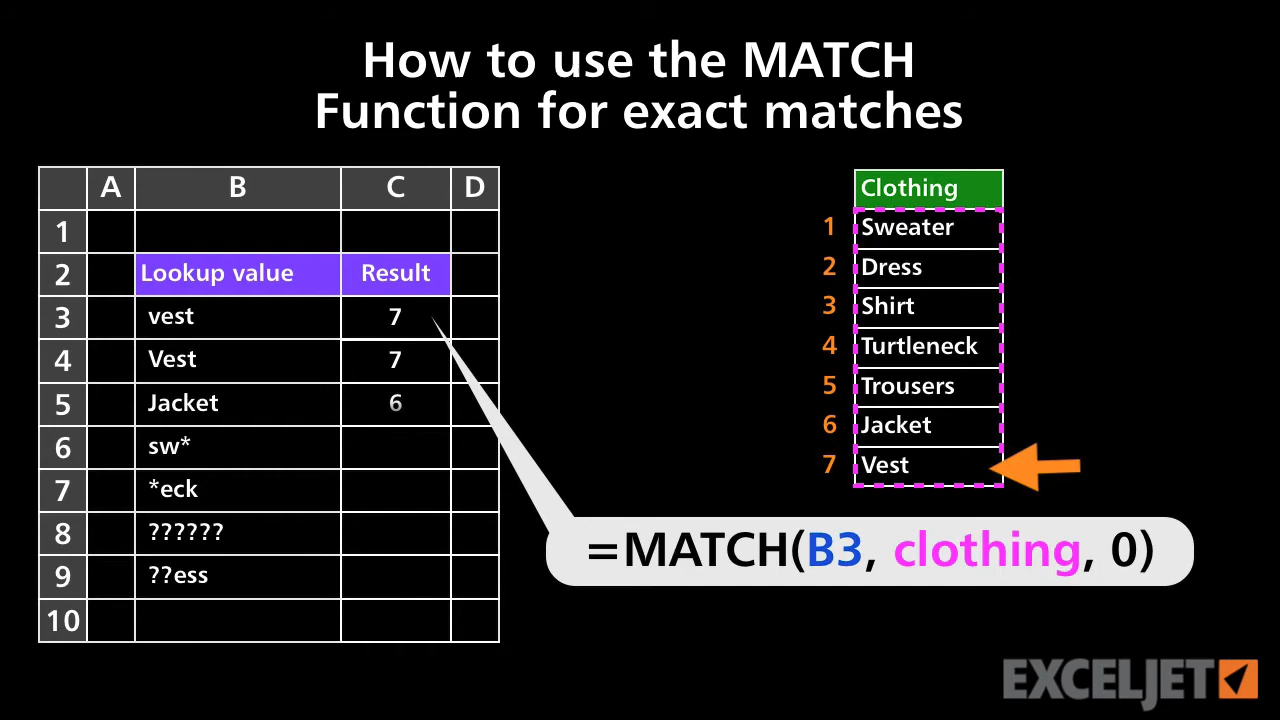 How to use the MATCH
Function for exact matches
A B C D
1
2 Lookup value Result
3 vest 7
4 Vest 7
5 Jacket 6
6 sw*
7 *eck
8 ??????
9 ??ess
10
Clothing
1 Sweater
2 Dress
3 Shirt
4 Turtleneck
5 Trousers
6 Jacket
7 Vest
=MATCH(B3, clothing, 0)
EXCELJET